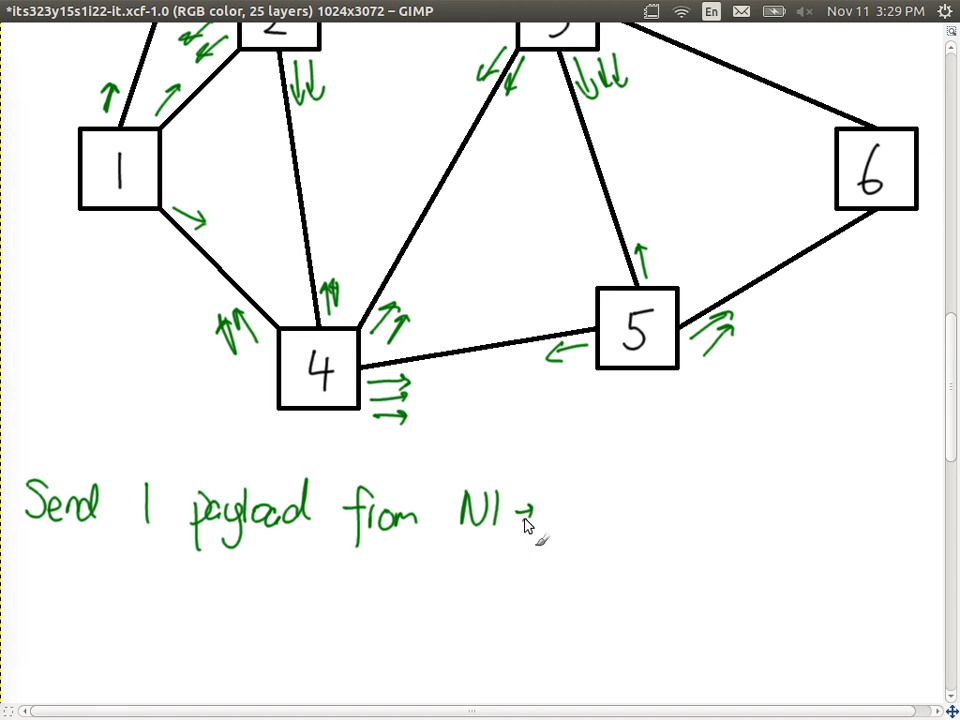 *its323y15s1i22-it.xcf-1.0 (RGB color, 25 layers) 1024x3072 – GIMP
En
Nov 11 3:29 PM
2
3
1
6
5
4
Send 1 payload from N1 →